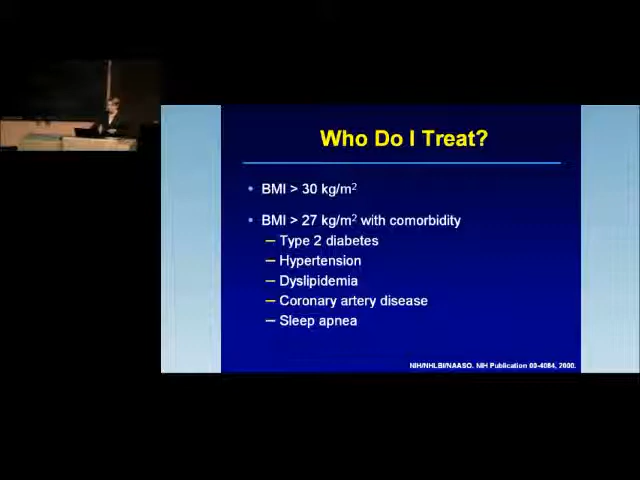 Who Do I Treat?
• BMI > 30 kg/m²
• BMI > 27 kg/m² with comorbidity
– Type 2 diabetes
– Hypertension
– Dyslipidemia
– Coronary artery disease
– Sleep apnea
NIH/NHLBI/NAASO. NIH Publication 00-4084, 2000.